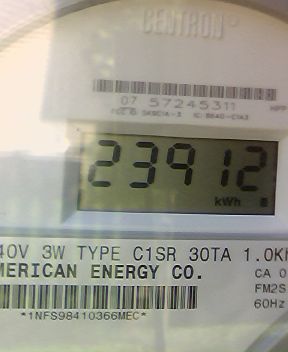 CENTRON®
07 57245311
23912
kWh
40V 3W TYPE C1SR 30TA 1.0K
MERICAN ENERGY CO.
CA 0
FM2S
60Hz
*1NFS98410366MEC*